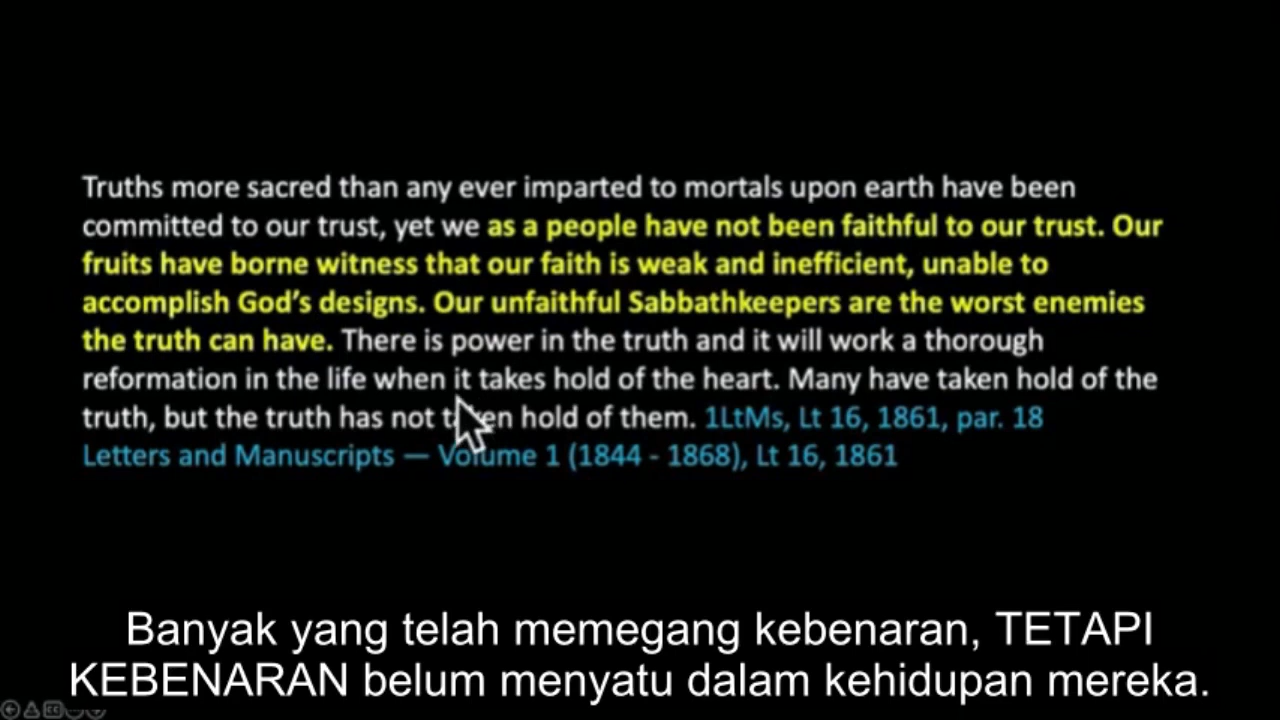 Truths more sacred than any ever imparted to mortals upon earth have been
committed to our trust, yet we as a people have not been faithful to our trust. Our
fruits have borne witness that our faith is weak and inefficient, unable to
accomplish God's designs. Our unfaithful Sabbathkeepers are the worst enemies
the truth can have. There is power in the truth and it will work a thorough
reformation in the life when it takes hold of the heart. Many have taken hold of the
truth, but the truth has not taken hold of them. 1LtMs, Lt 16, 1861, par. 18
Letters and Manuscripts — Volume 1 (1844 - 1868), Lt 16, 1861
Banyak yang telah memegang kebenaran, TETAPI
KEBENARAN belum menyatu dalam kehidupan mereka.